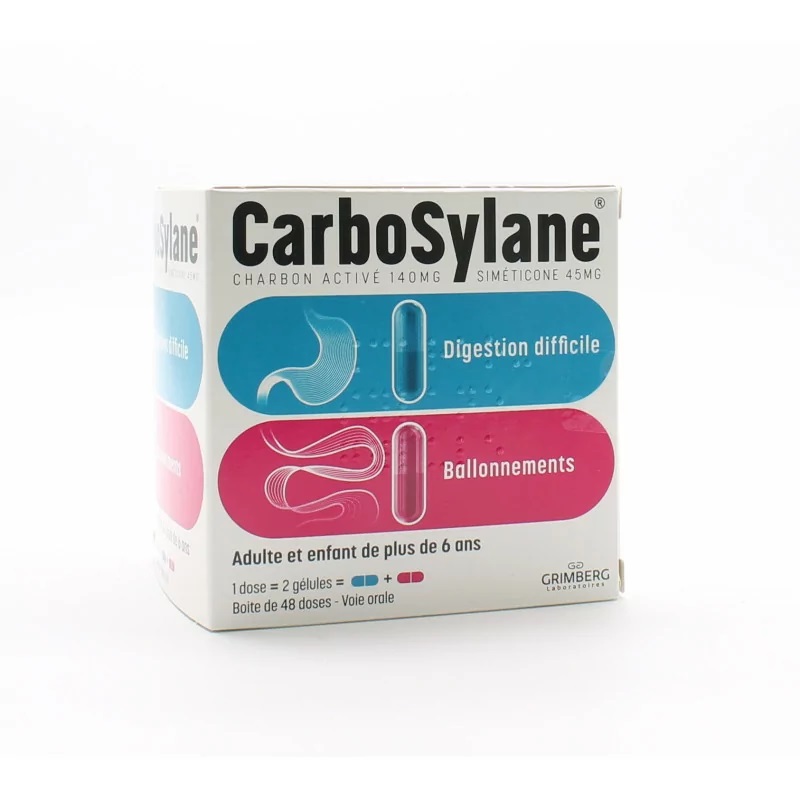 CarboSylane®
CHARBON ACTIVÉ 140MG SIMÉTICONE 45MG
Digestion difficile
Ballonnements
Adulte et enfant de plus de 6 ans
1 dose = 2 gélules = +
Boite de 48 doses - Voie orale
GG
GRIMBERG
Laboratoires